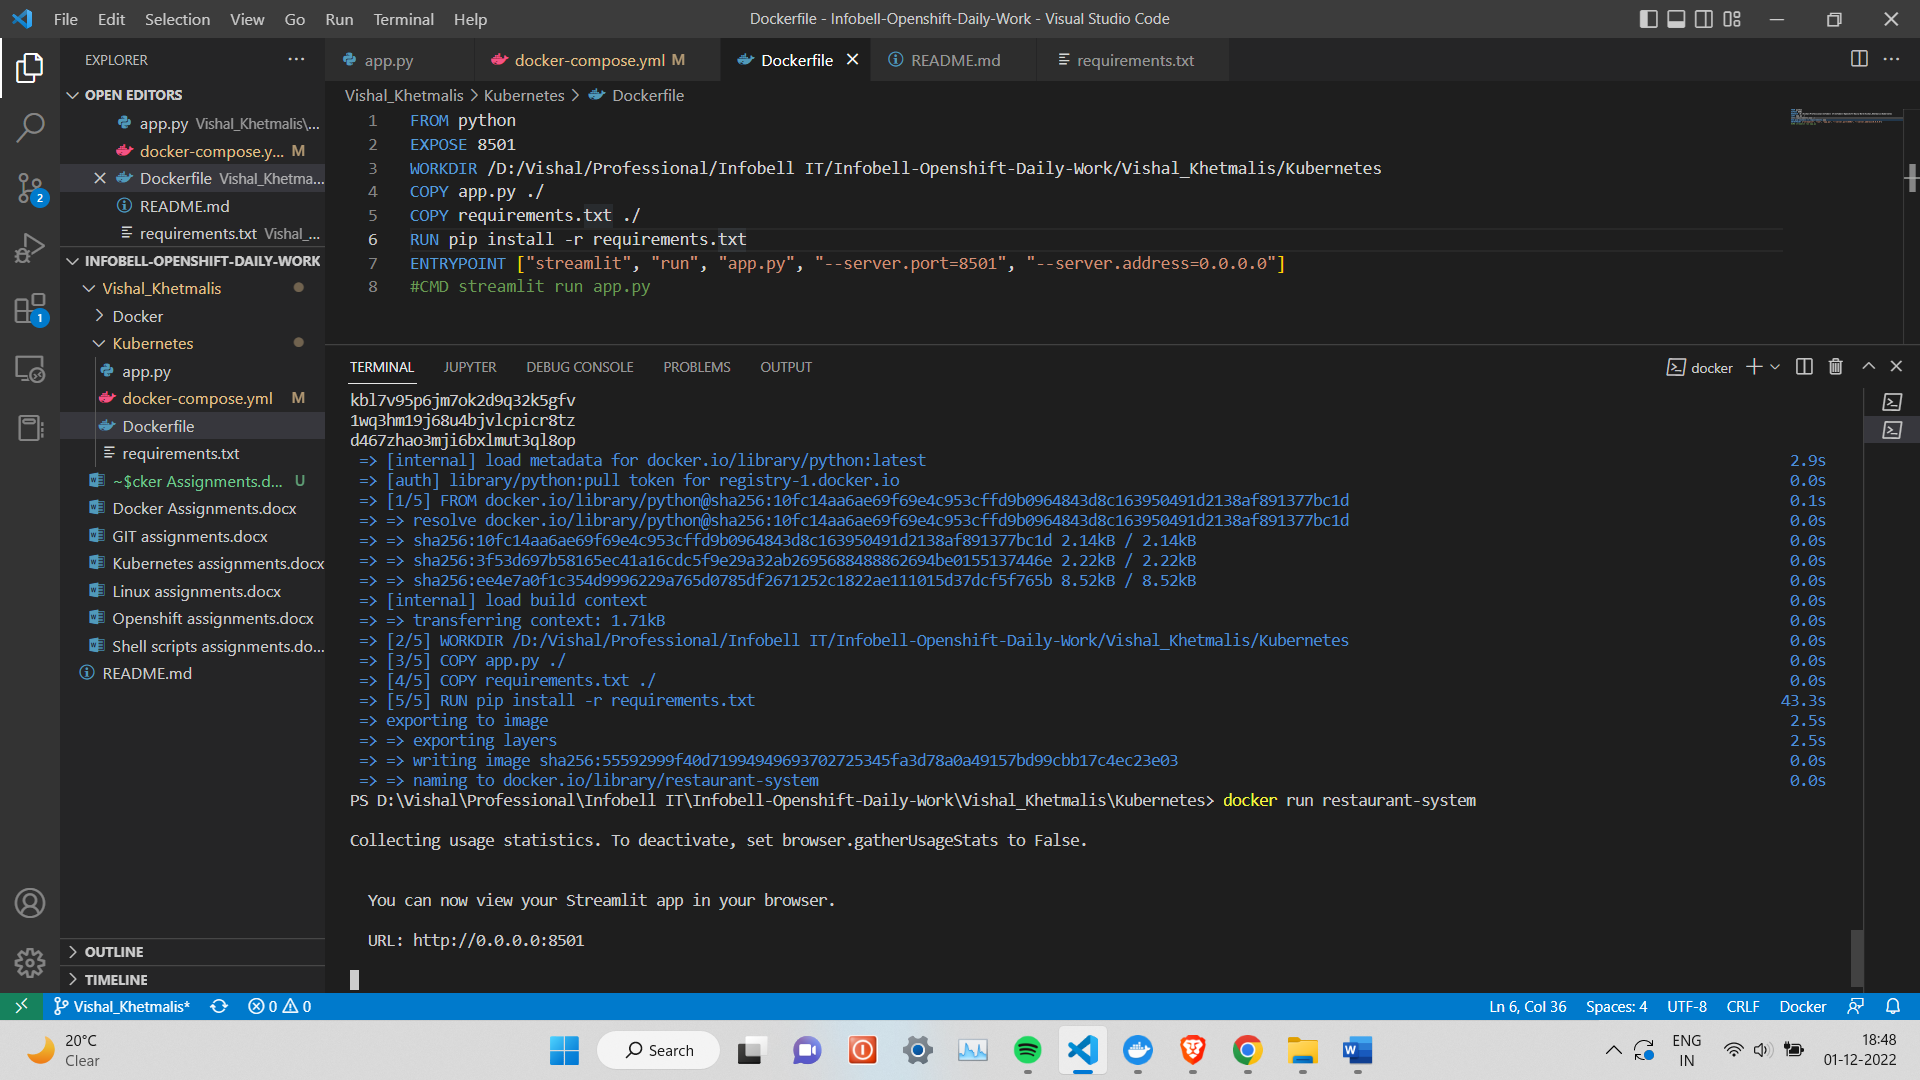 File Edit Selection View Go Run Terminal Help
Dockerfile - Infobell-Openshift-Daily-Work - Visual Studio Code
EXPLORER
OPEN EDITORS
app.py Vishal_Khetmalis\...
docker-compose.y... M
Dockerfile Vishal_Khetma...
README.md
requirements.txt Vishal_...
INFOBELL-OPENSHIFT-DAILY-WORK
Vishal_Khetmalis
Docker
Kubernetes
app.py
docker-compose.yml M
Dockerfile
requirements.txt
~$cker Assignments.d... U
Docker Assignments.docx
GIT assignments.docx
Kubernetes assignments.docx
Linux assignments.docx
Openshift assignments.docx
Shell scripts assignments.do...
README.md
OUTLINE
TIMELINE
2
1
app.py docker-compose.yml M Dockerfile README.md requirements.txt
Vishal_Khetmalis > Kubernetes > Dockerfile
1 FROM python
2 EXPOSE 8501
3 WORKDIR /D:/Vishal/Professional/Infobell IT/Infobell-Openshift-Daily-Work/Vishal_Khetmalis/Kubernetes
4 COPY app.py ./
5 COPY requirements.txt ./
6 RUN pip install -r requirements.txt
7 ENTRYPOINT ["streamlit", "run", "app.py", "--server.port=8501", "--server.address=0.0.0.0"]
8 #CMD streamlit run app.py
TERMINAL JUPYTER DEBUG CONSOLE PROBLEMS OUTPUT
docker
kbl7v95p6jm7ok2d9q32k5gfv
1wq3hm19j68u4bjvlcpicr8tz
d467zhao3mji6bxlmut3ql8op
=> [internal] load metadata for docker.io/library/python:latest 2.9s
=> [auth] library/python:pull token for registry-1.docker.io 0.0s
=> [1/5] FROM docker.io/library/python@sha256:10fc14aa6ae69f69e4c953cffd9b0964843d8c163950491d2138af891377bc1d 0.1s
=> => resolve docker.io/library/python@sha256:10fc14aa6ae69f69e4c953cffd9b0964843d8c163950491d2138af891377bc1d 0.0s
=> => sha256:10fc14aa6ae69f69e4c953cffd9b0964843d8c163950491d2138af891377bc1d 2.14kB / 2.14kB 0.0s
=> => sha256:3f53d697b58165ec41a16cdc5f9e29a32ab2695688488862694be0155137446e 2.22kB / 2.22kB 0.0s
=> => sha256:ee4e7a0f1c354d9996229a765d0785df2671252c1822ae111015d37dcf5f765b 8.52kB / 8.52kB 0.0s
=> [internal] load build context 0.0s
=> => transferring context: 1.71kB 0.0s
=> [2/5] WORKDIR /D:/Vishal/Professional/Infobell IT/Infobell-Openshift-Daily-Work/Vishal_Khetmalis/Kubernetes 0.0s
=> [3/5] COPY app.py ./ 0.0s
=> [4/5] COPY requirements.txt ./ 0.0s
=> [5/5] RUN pip install -r requirements.txt 43.3s
=> exporting to image 2.5s
=> => exporting layers 2.5s
=> => writing image sha256:55592999f40d71994949693702725345fa3d78a0a49157bd99cbb17c4ec23e03 0.0s
=> => naming to docker.io/library/restaurant-system 0.0s
PS D:\Vishal\Professional\Infobell IT\Infobell-Openshift-Daily-Work\Vishal_Khetmalis\Kubernetes> docker run restaurant-system
Collecting usage statistics. To deactivate, set browser.gatherUsageStats to False.
You can now view your Streamlit app in your browser.
URL: http://0.0.0.0:8501
Vishal_Khetmalis* 0 0
Ln 6, Col 36 Spaces: 4 UTF-8 CRLF Docker
20°C
Clear
Search
ENG
IN
18:48
01-12-2022